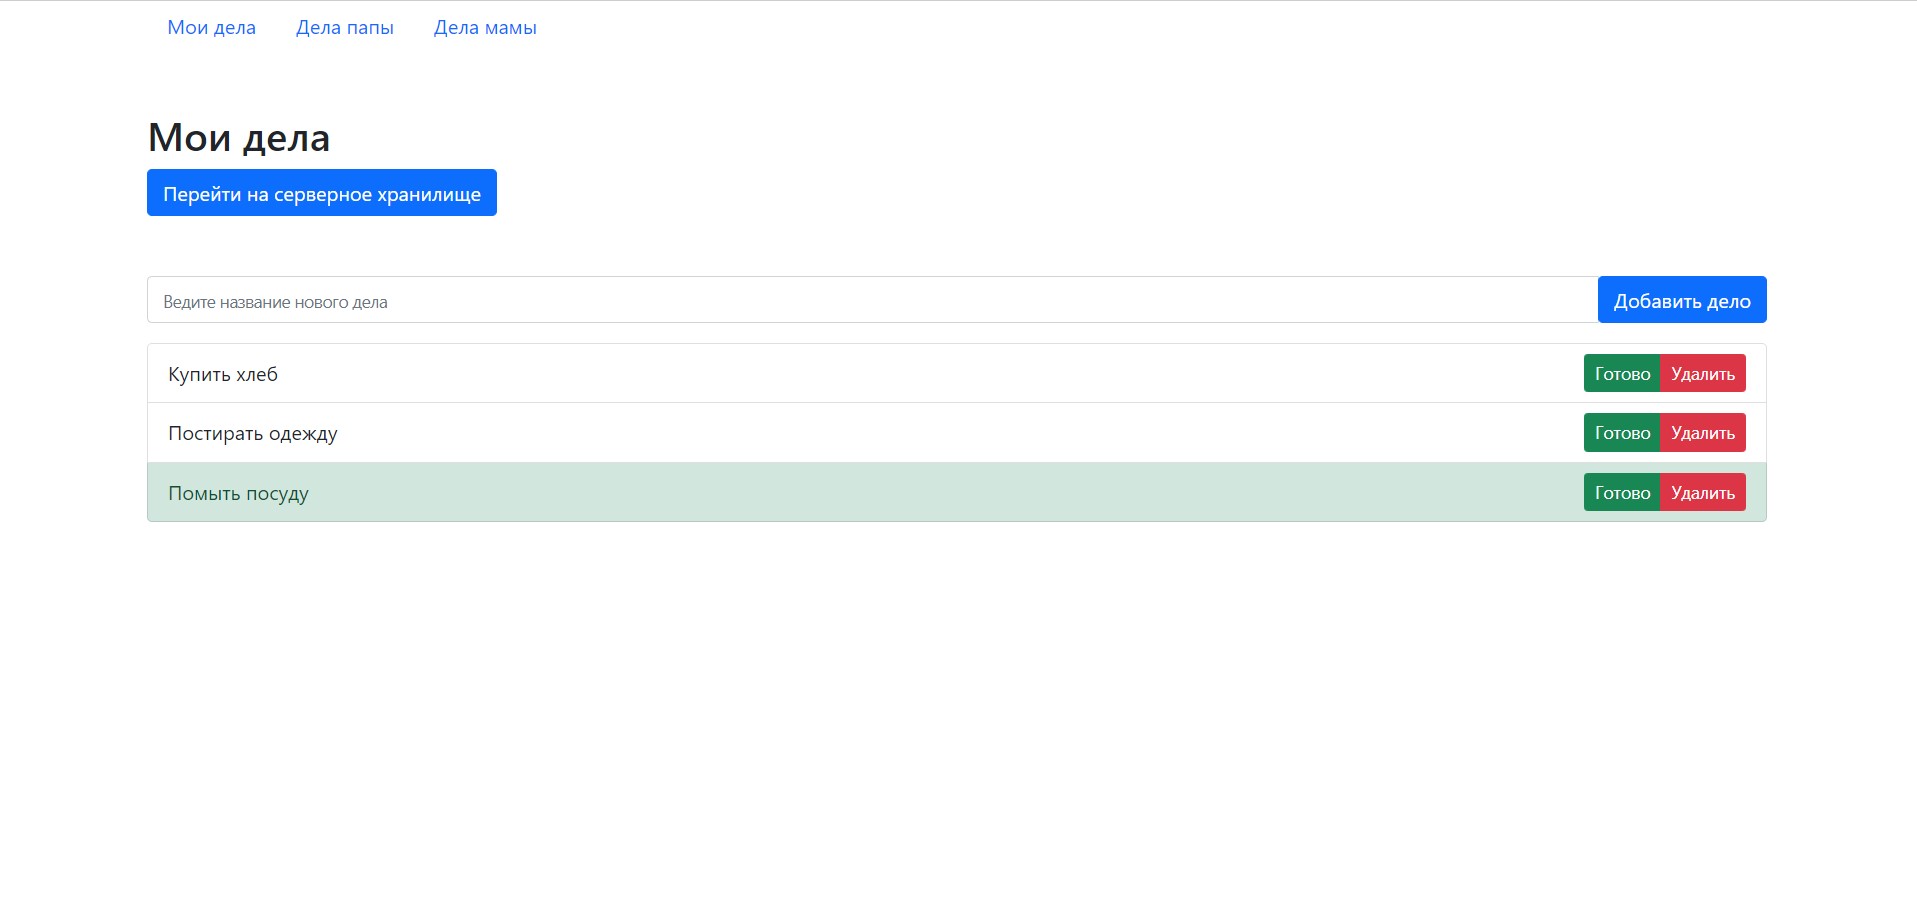 Мои дела Дела папы Дела мамы
Мои дела
Перейти на серверное хранилище
Ведите название нового дела Добавить дело
Купить хлеб Готово Удалить
Постирать одежду Готово Удалить
Помыть посуду Готово Удалить